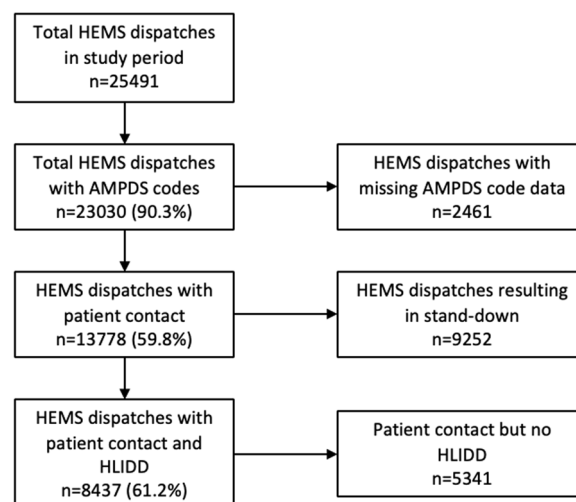 Total HEMS dispatches
in study period
n=25491
Total HEMS dispatches
with AMPDS codes
n=23030 (90.3%)
HEMS dispatches with
missing AMPDS code data
n=2461
HEMS dispatches with
patient contact
n=13778 (59.8%)
HEMS dispatches resulting
in stand-down
n=9252
HEMS dispatches with
patient contact and
HLIDD
n=8437 (61.2%)
Patient contact but no
HLIDD
n=5341